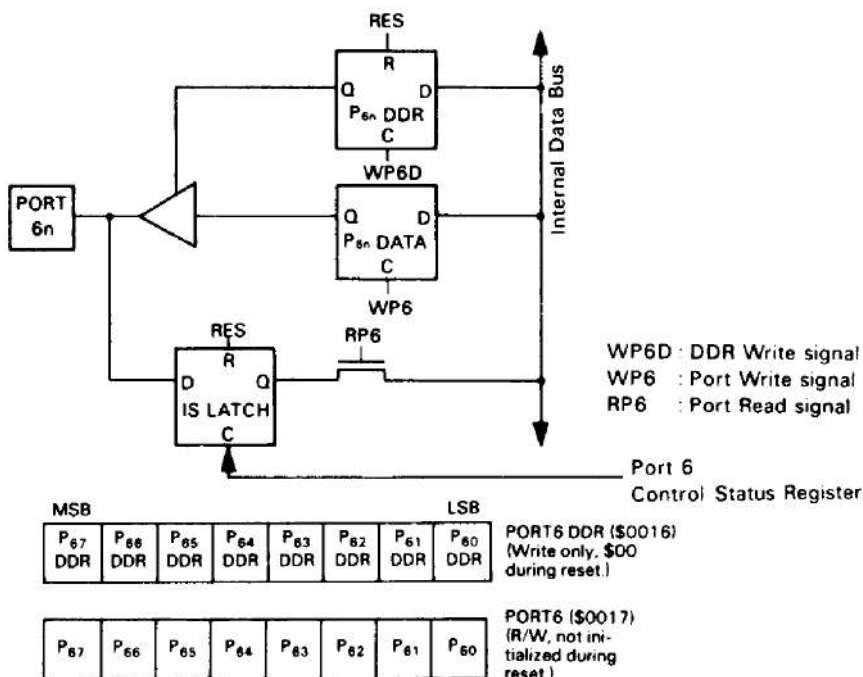 RES
R
Q D
P6n DDR
C
WP6D
Internal Data Bus
PORT
6n
Q D
P6n DATA
C
WP6
RES
R
D Q
IS LATCH
C
RP6
WP6D : DDR Write signal
WP6 : Port Write signal
RP6 : Port Read signal
Port 6
Control Status Register
MSB LSB
P67 P66 P65 P64 P63 P62 P61 P60
DDR DDR DDR DDR DDR DDR DDR DDR
PORT6 DDR ($0016)
(Write only, $00
during reset.)
P67 P66 P65 P64 P63 P62 P61 P60
PORT6 ($0017)
(R/W, not ini-
tialized during
reset.)